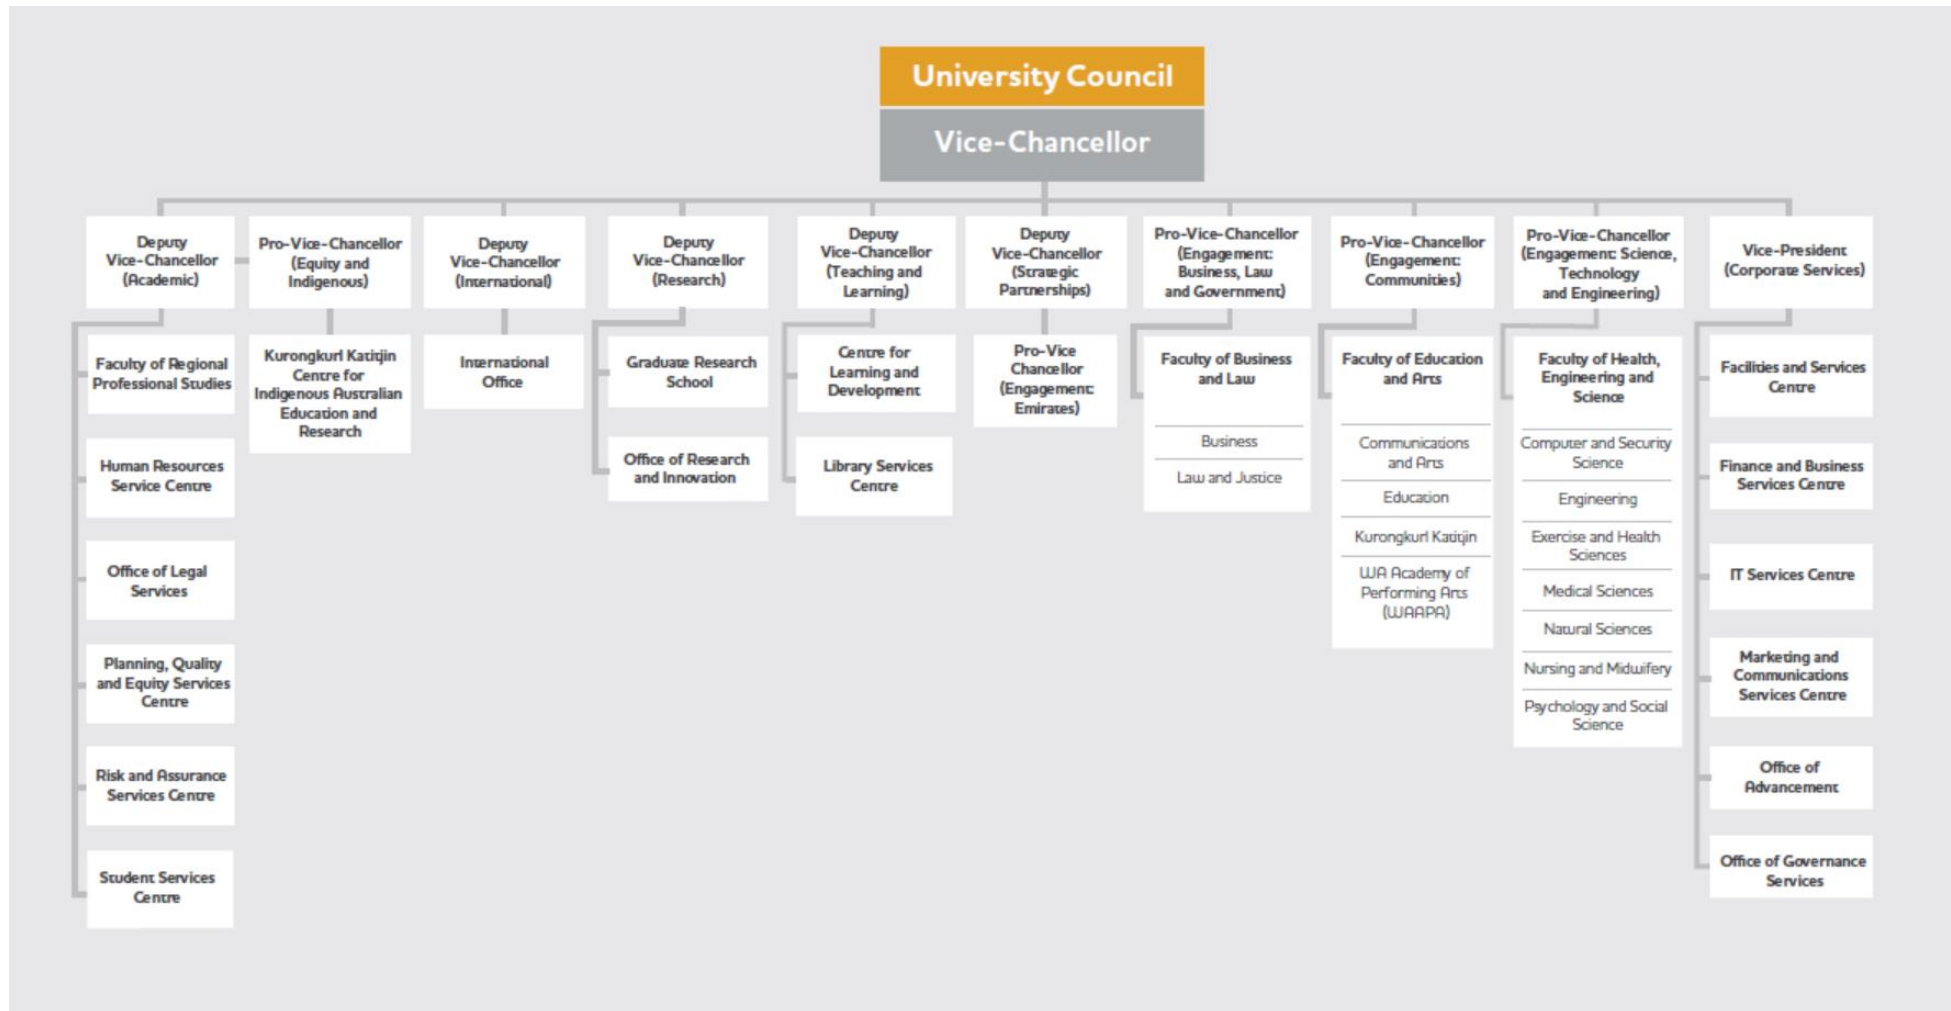 University Council
Vice-Chancellor
Deputy
Vice-Chancellor
(Academic)
Pro-Vice-Chancellor
(Equity and
Indigenous)
Deputy
Vice-Chancellor
(International)
Deputy
Vice-Chancellor
(Research)
Deputy
Vice-Chancellor
(Teaching and
Learning)
Deputy
Vice-Chancellor
(Strategic
Partnerships)
Pro-Vice-Chancellor
(Engagement:
Business, Law
and Government)
Pro-Vice-Chancellor
(Engagement:
Communities)
Pro-Vice-Chancellor
(Engagement: Science,
Technology
and Engineering)
Vice-President
(Corporate Services)
Faculty of Regional
Professional Studies
Human Resources
Service Centre
Office of Legal
Services
Planning, Quality
and Equity Services
Centre
Risk and Assurance
Services Centre
Student Services
Centre
Kurongkurl Katitjin
Centre for
Indigenous Australian
Education and
Research
International
Office
Graduate Research
School
Office of Research
and Innovation
Centre for
Learning and
Development
Library Services
Centre
Pro-Vice
Chancellor
(Engagement:
Emirates)
Faculty of Business
and Law
Business
Law and Justice
Faculty of Education
and Arts
Communications
and Arts
Education
Kurongkurl Katitjin
WA Academy of
Performing Arts
(WAAPA)
Faculty of Health,
Engineering and
Science
Computer and Security
Science
Engineering
Exercise and Health
Sciences
Medical Sciences
Natural Sciences
Nursing and Midwifery
Psychology and Social
Science
Facilities and Services
Centre
Finance and Business
Services Centre
IT Services Centre
Marketing and
Communications
Services Centre
Office of
Advancement
Office of Governance
Services